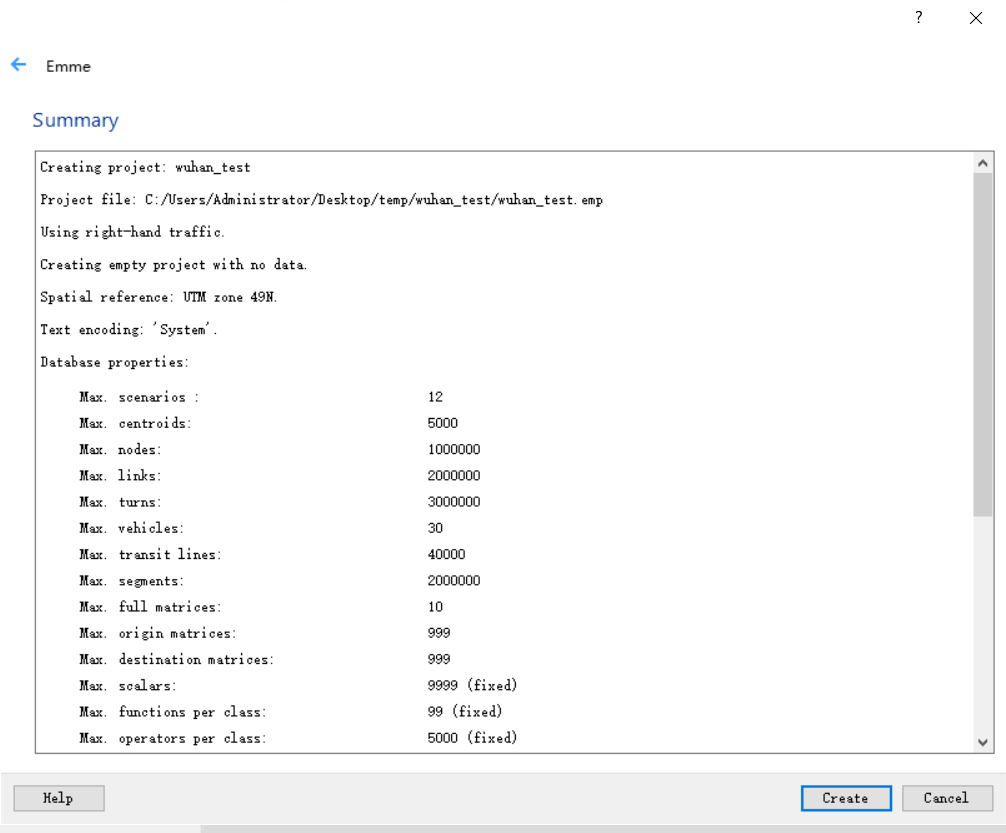 ?
Emme
Summary
Creating project: wuhan_test
Project file: C:/Users/Administrator/Desktop/temp/wuhan_test/wuhan_test.emp
Using right-hand traffic.
Creating empty project with no data.
Spatial reference: UTM zone 49N.
Text encoding: 'System'.
Database properties:
Max. scenarios : 12
Max. centroids: 5000
Max. nodes: 1000000
Max. links: 2000000
Max. turns: 3000000
Max. vehicles: 30
Max. transit lines: 40000
Max. segments: 2000000
Max. full matrices: 10
Max. origin matrices: 999
Max. destination matrices: 999
Max. scalars: 9999 (fixed)
Max. functions per class: 99 (fixed)
Max. operators per class: 5000 (fixed)
Help Create Cancel